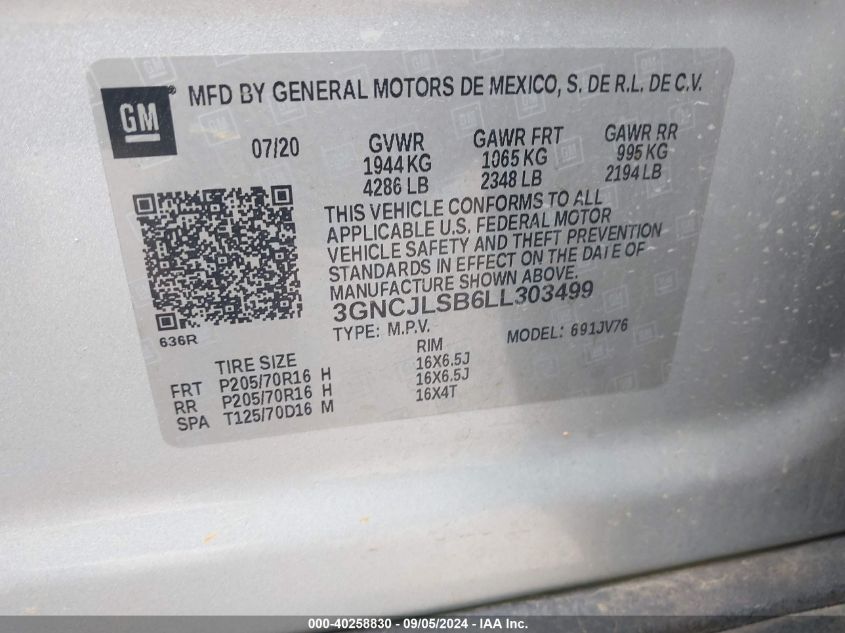 GM ® MFD BY GENERAL MOTORS DE MEXICO, S. DE R.L. DE C.V.
07/20 GVWR GAWR FRT GAWR RR
1944 KG 1065 KG 995 KG
4286 LB 2348 LB 2194 LB
THIS VEHICLE CONFORMS TO ALL
APPLICABLE U.S. FEDERAL MOTOR
VEHICLE SAFETY AND THEFT PREVENTION
STANDARDS IN EFFECT ON THE DATE OF
MANUFACTURE SHOWN ABOVE.
3GNCJLSB6LL303499
636R TYPE: M.P.V. MODEL: 691JV76
TIRE SIZE RIM
FRT P205/70R16 H 16X6.5J
RR P205/70R16 H 16X6.5J
SPA T125/70D16 M 16X4T
000-40258830 - 09/05/2024 - IAA Inc.